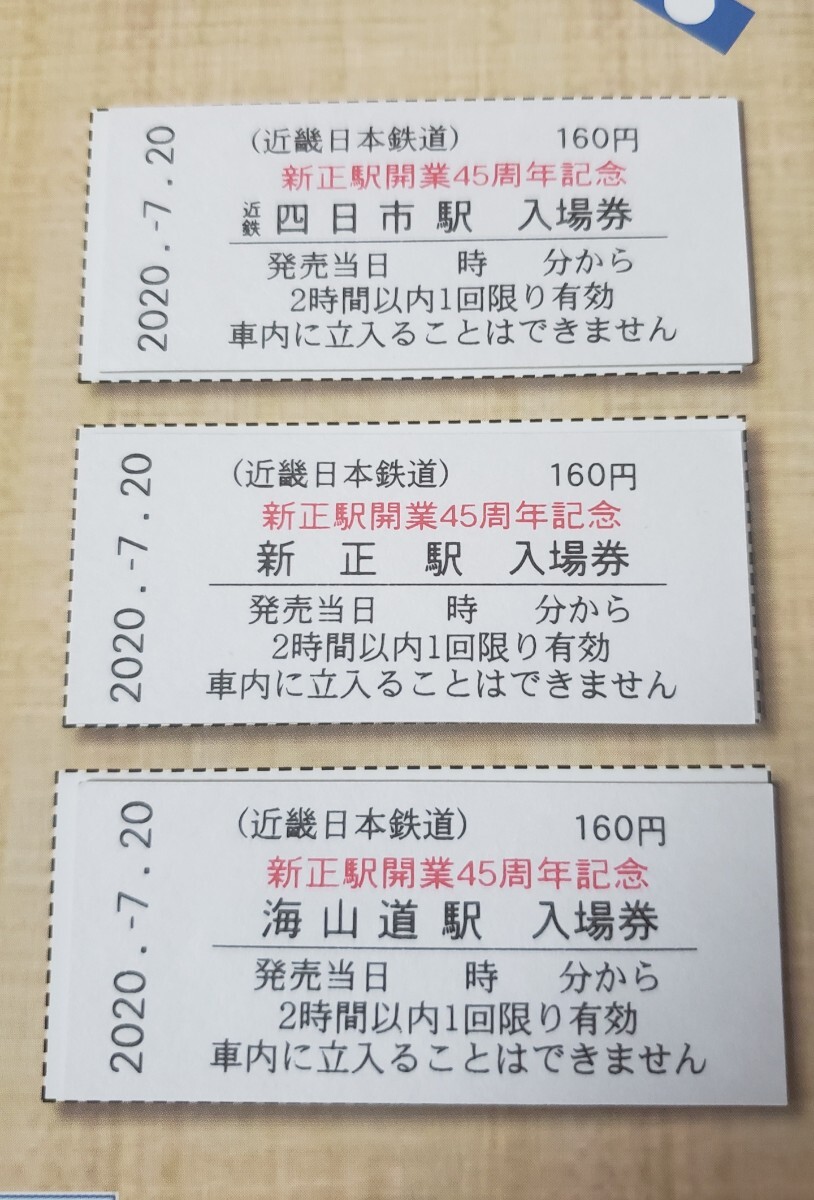 2020.-7.20
(近畿日本鉄道) 160円
新正駅開業45周年記念
近鉄 四日市駅 入場券
発売当日 時 分から
2時間以内1回限り有効
車内に立入ることはできません
2020.-7.20
(近畿日本鉄道) 160円
新正駅開業45周年記念
新正駅 入場券
発売当日 時 分から
2時間以内1回限り有効
車内に立入ることはできません
2020.-7.20
(近畿日本鉄道) 160円
新正駅開業45周年記念
海山道駅 入場券
発売当日 時 分から
2時間以内1回限り有効
車内に立入ることはできません